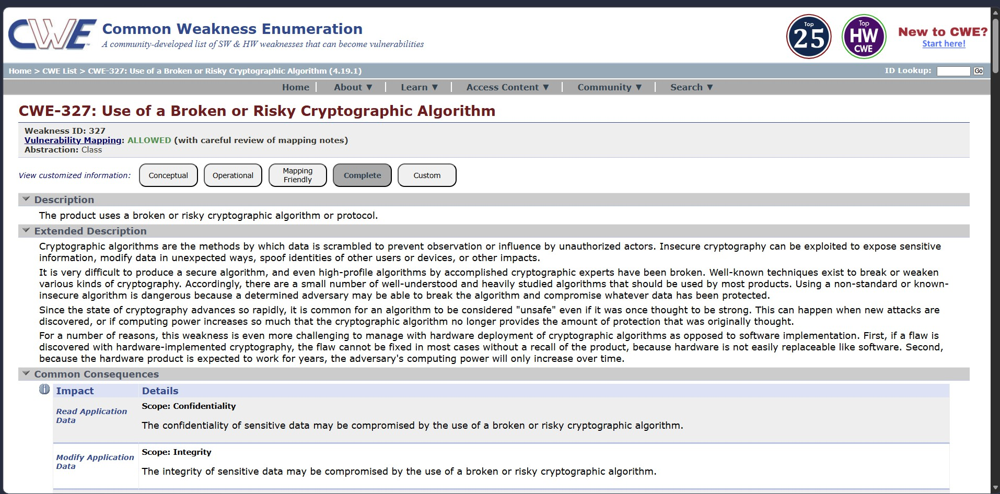 CWE
Common Weakness Enumeration
A community-developed list of SW & HW weaknesses that can become vulnerabilities
Top
25
Top
HW
CWE
New to CWE?
Start here!
Home > CWE List > CWE-327: Use of a Broken or Risky Cryptographic Algorithm (4.19.1)
ID Lookup:
Go
Home
About ▼
Learn ▼
Access Content ▼
Community ▼
Search ▼
CWE-327: Use of a Broken or Risky Cryptographic Algorithm
Weakness ID: 327
Vulnerability Mapping: ALLOWED (with careful review of mapping notes)
Abstraction: Class
View customized information:
Conceptual
Operational
Mapping
Friendly
Complete
Custom
Description
The product uses a broken or risky cryptographic algorithm or protocol.
Extended Description
Cryptographic algorithms are the methods by which data is scrambled to prevent observation or influence by unauthorized actors. Insecure cryptography can be exploited to expose sensitive
information, modify data in unexpected ways, spoof identities of other users or devices, or other impacts.
It is very difficult to produce a secure algorithm, and even high-profile algorithms by accomplished cryptographic experts have been broken. Well-known techniques exist to break or weaken
various kinds of cryptography. Accordingly, there are a small number of well-understood and heavily studied algorithms that should be used by most products. Using a non-standard or known-
insecure algorithm is dangerous because a determined adversary may be able to break the algorithm and compromise whatever data has been protected.
Since the state of cryptography advances so rapidly, it is common for an algorithm to be considered "unsafe" even if it was once thought to be strong. This can happen when new attacks are
discovered, or if computing power increases so much that the cryptographic algorithm no longer provides the amount of protection that was originally thought.
For a number of reasons, this weakness is even more challenging to manage with hardware deployment of cryptographic algorithms as opposed to software implementation. First, if a flaw is
discovered with hardware-implemented cryptography, the flaw cannot be fixed in most cases without a recall of the product, because hardware is not easily replaceable like software. Second,
because the hardware product is expected to work for years, the adversary's computing power will only increase over time.
Common Consequences
Impact
Details
Read Application
Data
Scope: Confidentiality
The confidentiality of sensitive data may be compromised by the use of a broken or risky cryptographic algorithm.
Modify Application
Data
Scope: Integrity
The integrity of sensitive data may be compromised by the use of a broken or risky cryptographic algorithm.